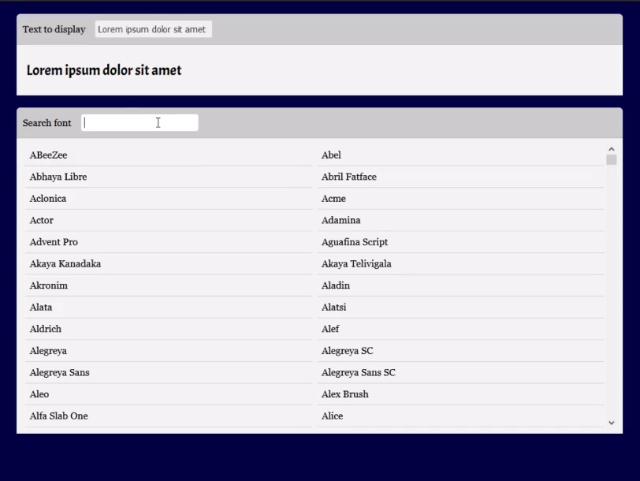 Text to display Lorem ipsum dolor sit amet
Lorem ipsum dolor sit amet
Search font
ABeeZee Abel
Abhaya Libre Abril Fatface
Aclonica Acme
Actor Adamina
Advent Pro Aguafina Script
Akaya Kanadaka Akaya Telivigala
Akronim Aladin
Alata Alatsi
Aldrich Alef
Alegreya Alegreya SC
Alegreya Sans Alegreya Sans SC
Aleo Alex Brush
Alfa Slab One Alice